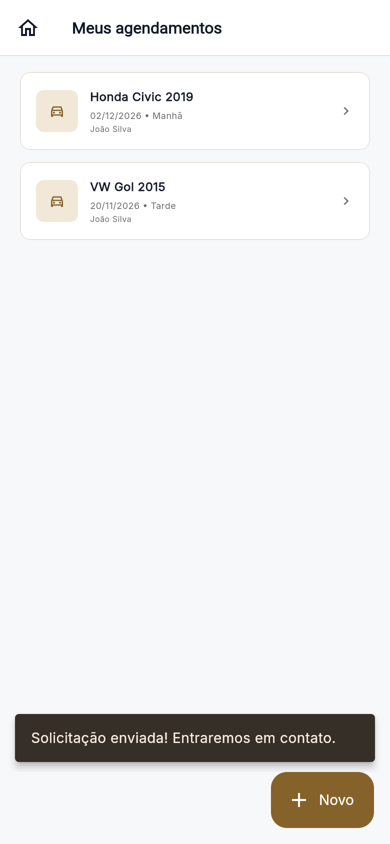 Meus agendamentos
Honda Civic 2019
02/12/2026 • Manhã
João Silva
VW Gol 2015
20/11/2026 • Tarde
João Silva
Solicitação enviada! Entraremos em contato.
Novo